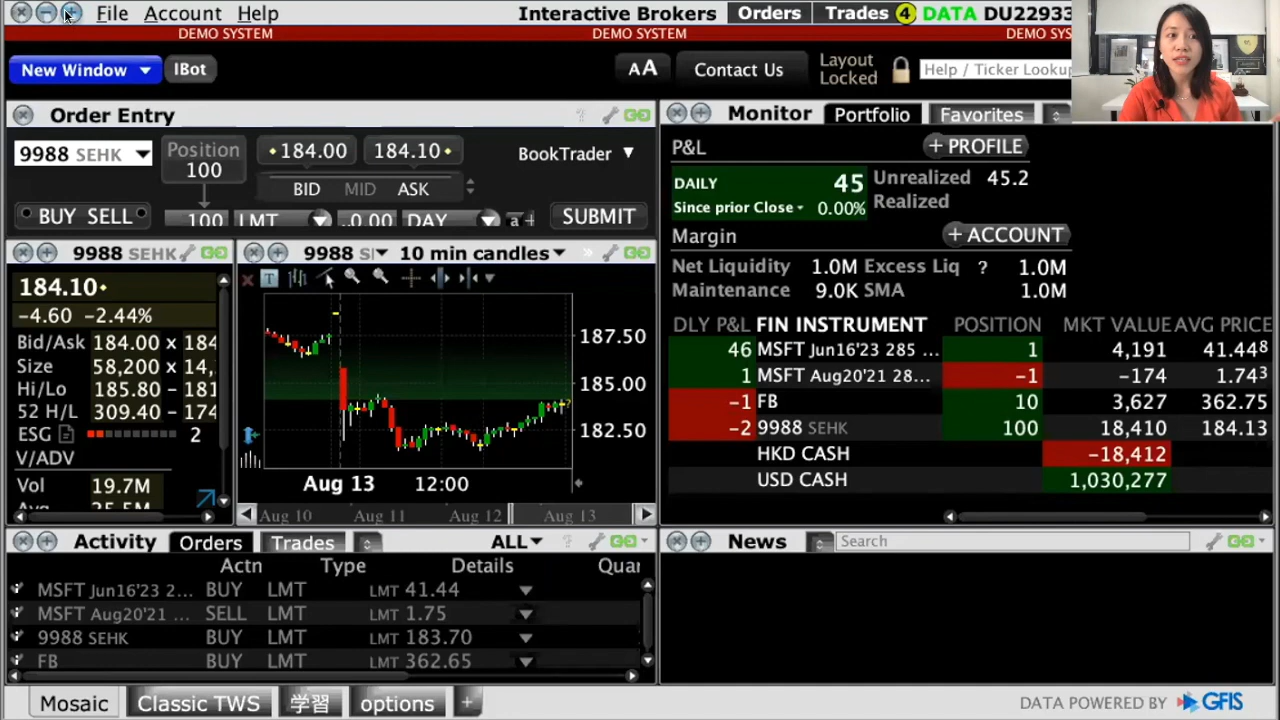 File Account Help Interactive Brokers Orders Trades 4 DATA DU22933
DEMO SYSTEM DEMO SYSTEM DEMO SYS
New Window IBot AA Contact Us Layout Locked Help / Ticker Lookup
Order Entry
9988 SEHK Position 100 184.00 184.10 BookTrader
BID MID ASK
BUY SELL 100 LMT ..0.00 DAY a+ SUBMIT
9988 SEHK
184.10
-4.60 -2.44%
Bid/Ask 184.00 x 184
Size 58,200 x 14,
Hi/Lo 185.80 - 181
52 H/L 309.40 - 174
ESG 2
V/ADV
Vol 19.7M
9988 10 min candles
T
187.50
185.00
182.50
Aug 13 12:00
Aug 10 Aug 11 Aug 12 Aug 13
Monitor Portfolio Favorites
P&L + PROFILE
DAILY 45 Unrealized 45.2
Since prior Close 0.00% Realized
Margin + ACCOUNT
Net Liquidity 1.0M Excess Liq ? 1.0M
Maintenance 9.0K SMA 1.0M
DLY P&L FIN INSTRUMENT POSITION MKT VALUE AVG PRICE
46 MSFT Jun16'23 285 ... 1 4,191 41.44⁸
1 MSFT Aug20'21 28... -1 -174 1.74³
-1 FB 10 3,627 362.75
-2 9988 SEHK 100 18,410 184.13
HKD CASH -18,412
USD CASH 1,030,277
Activity Orders Trades ALL
Actn Type Details Quar
MSFT Jun16'23 2... BUY LMT LMT 41.44
MSFT Aug20'21 ... SELL LMT LMT 1.75
9988 SEHK BUY LMT LMT 183.70
FB BUY LMT LMT 362.65
News Search
Mosaic Classic TWS 学習 options +
DATA POWERED BY GFIS